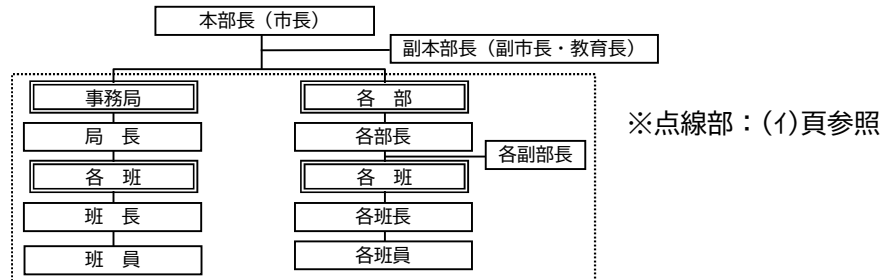 本部長（市長）
副本部長（副市長・教育長）
事務局
各　部
※点線部：(ｲ)頁参照
局　長
各部長
各副部長
各　班
各　班
班　長
各班長
班　員
各班員